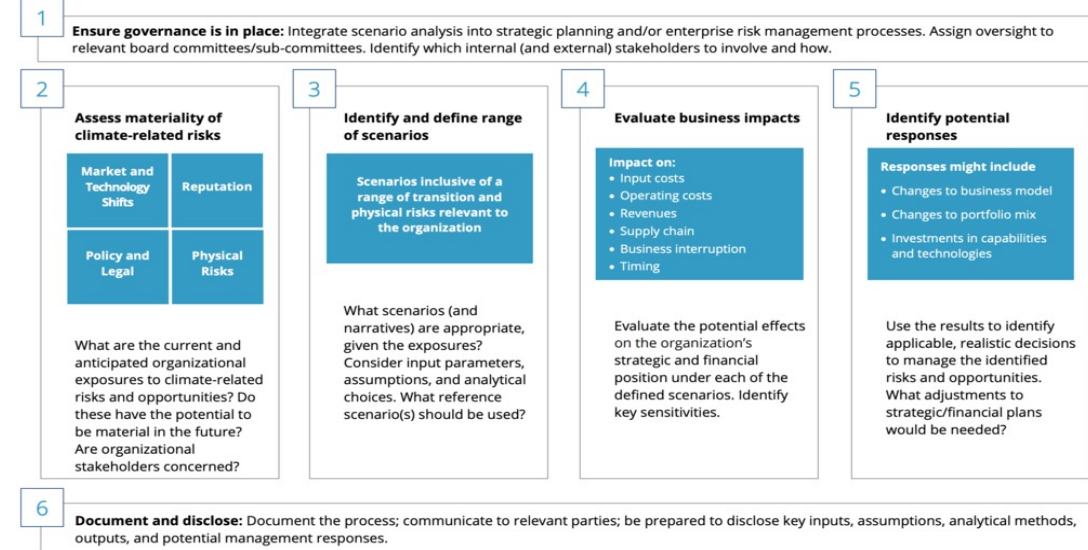 1
Ensure governance is in place: Integrate scenario analysis into strategic planning and/or enterprise risk management processes. Assign oversight to
relevant board committees/sub-committees. Identify which internal (and external) stakeholders to involve and how.
2
Assess materiality of
climate-related risks
Market and
Technology
Shifts
Reputation
Policy and
Legal
Physical
Risks
What are the current and
anticipated organizational
exposures to climate-related
risks and opportunities? Do
these have the potential to
be material in the future?
Are organizational
stakeholders concerned?
3
Identify and define range
of scenarios
Scenarios inclusive of a
range of transition and
physical risks relevant to
the organization
What scenarios (and
narratives) are appropriate,
given the exposures?
Consider input parameters,
assumptions, and analytical
choices. What reference
scenario(s) should be used?
4
Evaluate business impacts
Impact on:
• Input costs
• Operating costs
• Revenues
• Supply chain
• Business interruption
• Timing
Evaluate the potential effects
on the organization's
strategic and financial
position under each of the
defined scenarios. Identify
key sensitivities.
5
Identify potential
responses
Responses might include
• Changes to business model
• Changes to portfolio mix
• Investments in capabilities
and technologies
Use the results to identify
applicable, realistic decisions
to manage the identified
risks and opportunities.
What adjustments to
strategic/financial plans
would be needed?
6
Document and disclose: Document the process; communicate to relevant parties; be prepared to disclose key inputs, assumptions, analytical methods,
outputs, and potential management responses.